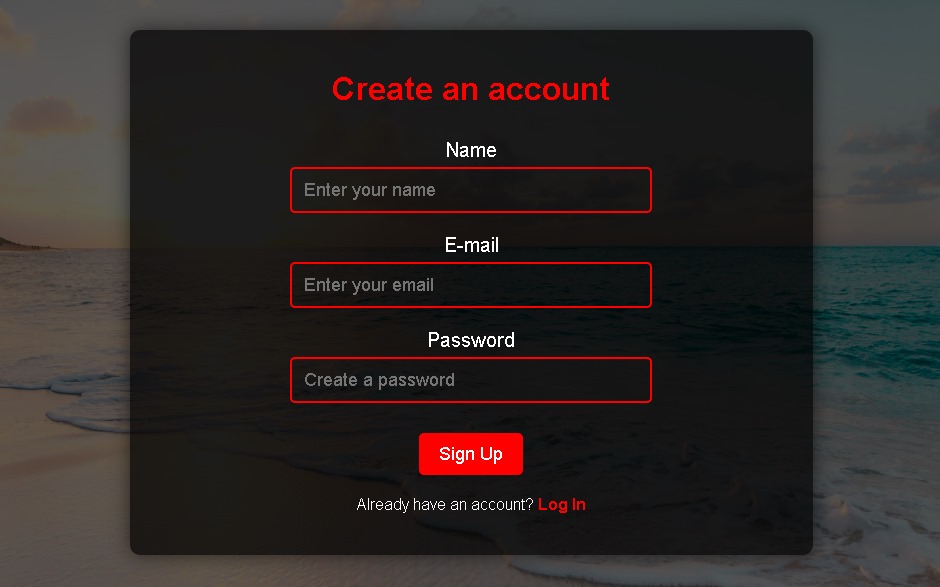 Create an account
Name
Enter your name
E-mail
Enter your email
Password
Create a password
Sign Up
Already have an account? Log In